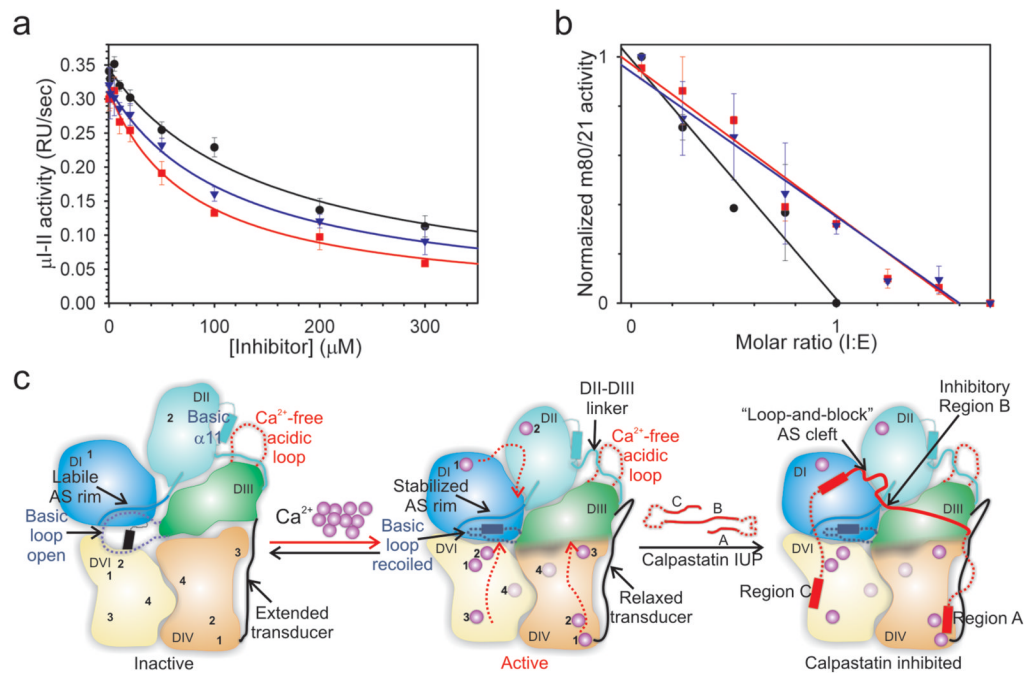 a
μI-II activity (RU/sec)
0.35
0.30
0.25
0.20
0.15
0.10
0.05
0.00
0
100
200
300
[Inhibitor] (μM)
b
Normalized m80/21 activity
1
0
0
1
Molar ratio (I:E)
c
DII
2
Basic
α11
Ca²⁺-free
acidic
loop
DI 1
Labile
AS rim
DIII
Basic
loop
open
DVI 2
1
3
4
3
4
2
DIV 1
Extended
transducer
Inactive
Ca²⁺
DII-DIII
linker
DII
2
Ca²⁺-free
acidic
loop
DI 1
Stabilized
AS rim
DIII
Basic
loop
recoiled
DVI 2
1
3
4
3
4
2
DIV 1
Relaxed
transducer
Active
C
B
A
Calpastatin IUP
Inhibitory
Region B
"Loop-and-block"
AS cleft
DII
DI
DIII
DVI
Region C
Region A
DIV
Calpastatin inhibited